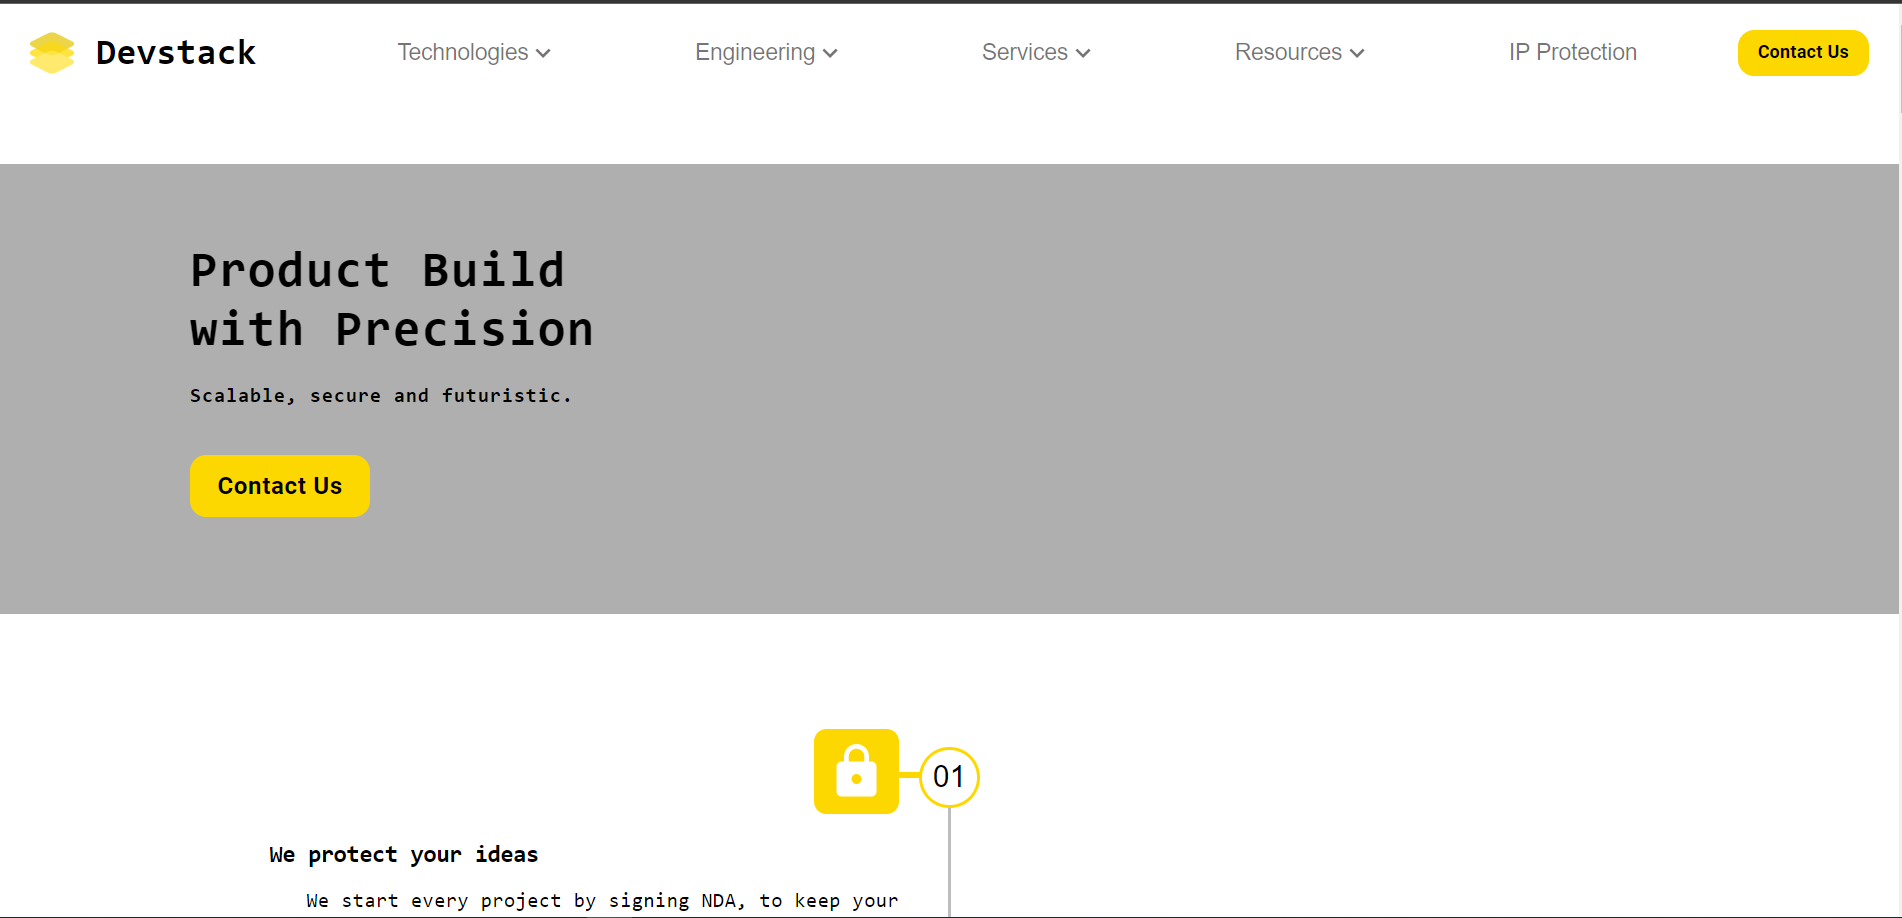 Devstack
Technologies
Engineering
Services
Resources
IP Protection
Contact Us
Product Build
with Precision
Scalable, secure and futuristic.
Contact Us
01
We protect your ideas
We start every project by signing NDA, to keep your